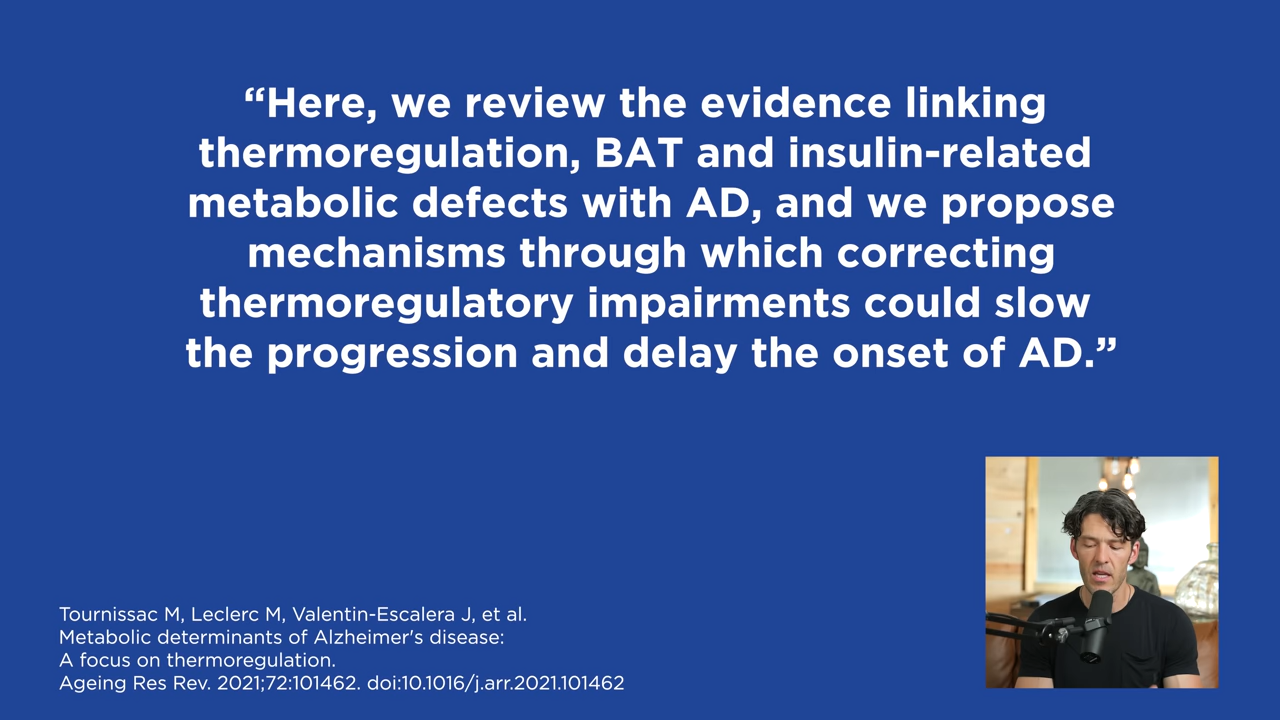 “Here, we review the evidence linking
thermoregulation, BAT and insulin-related
metabolic defects with AD, and we propose
mechanisms through which correcting
thermoregulatory impairments could slow
the progression and delay the onset of AD.”
Tournissac M, Leclerc M, Valentin-Escalera J, et al.
Metabolic determinants of Alzheimer's disease:
A focus on thermoregulation.
Ageing Res Rev. 2021;72:101462. doi:10.1016/j.arr.2021.101462